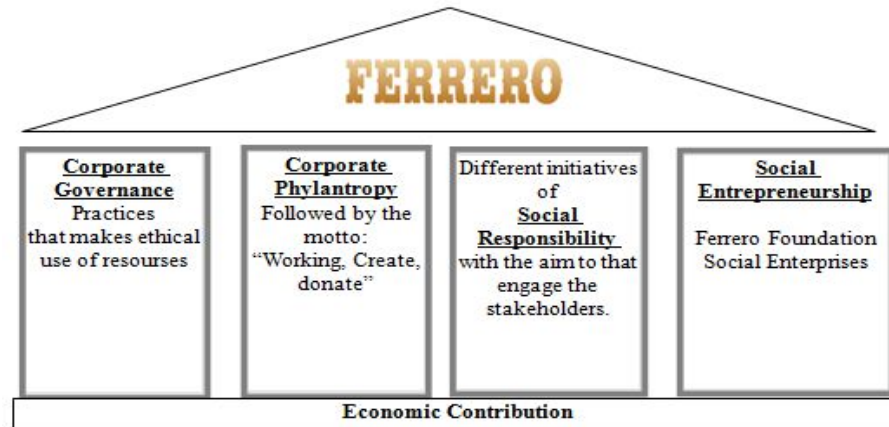 FERRERO
Corporate
Governance
Practices
that makes ethical
use of resourses
Corporate
Phylantropy
Followed by the
motto:
“Working, Create,
donate”
Different initiatives
of
Social
Responsibility
with the aim to that
engage the
stakeholders.
Social
Entrepreneurship
Ferrero Foundation
Social Enterprises
Economic Contribution